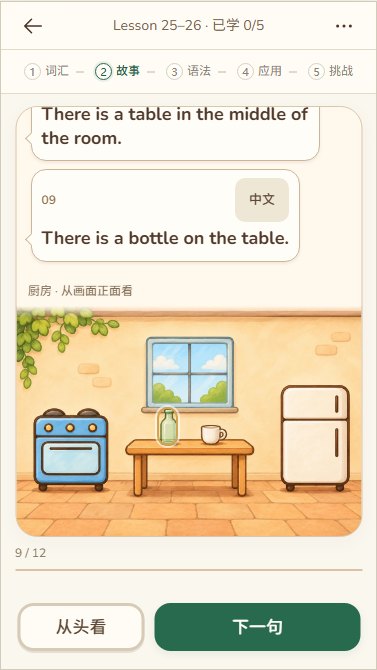 Lesson 25–26 · 已学 0/5
1 词汇 — 2 故事 — 3 语法 — 4 应用 — 5 挑战
There is a table in the middle of
the room.
09 中文
There is a bottle on the table.
厨房 · 从画面正面看
9 / 12
从头看 下一句